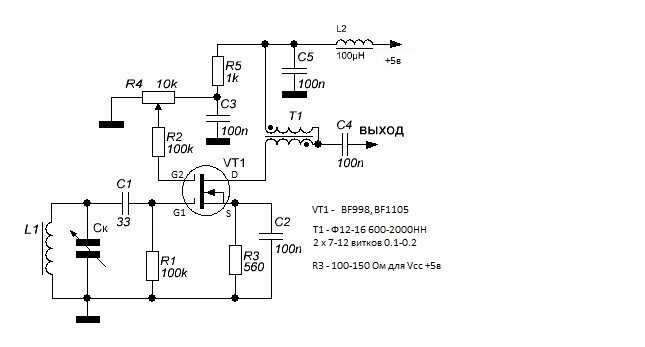 L2
100µH
+5в
R5
1k
C5
100n
R4
10k
C3
100n
T1
C4
100n
выход
R2
100k
VT1
G2
D
G1
S
C1
33
L1
Cк
R1
100k
R3
560
C2
100n
VT1 - BF998, BF1105
T1 - Ф12-16 600-2000НН
2 x 7-12 витков 0.1-0.2
R3 - 100-150 Ом для Vcc +5в